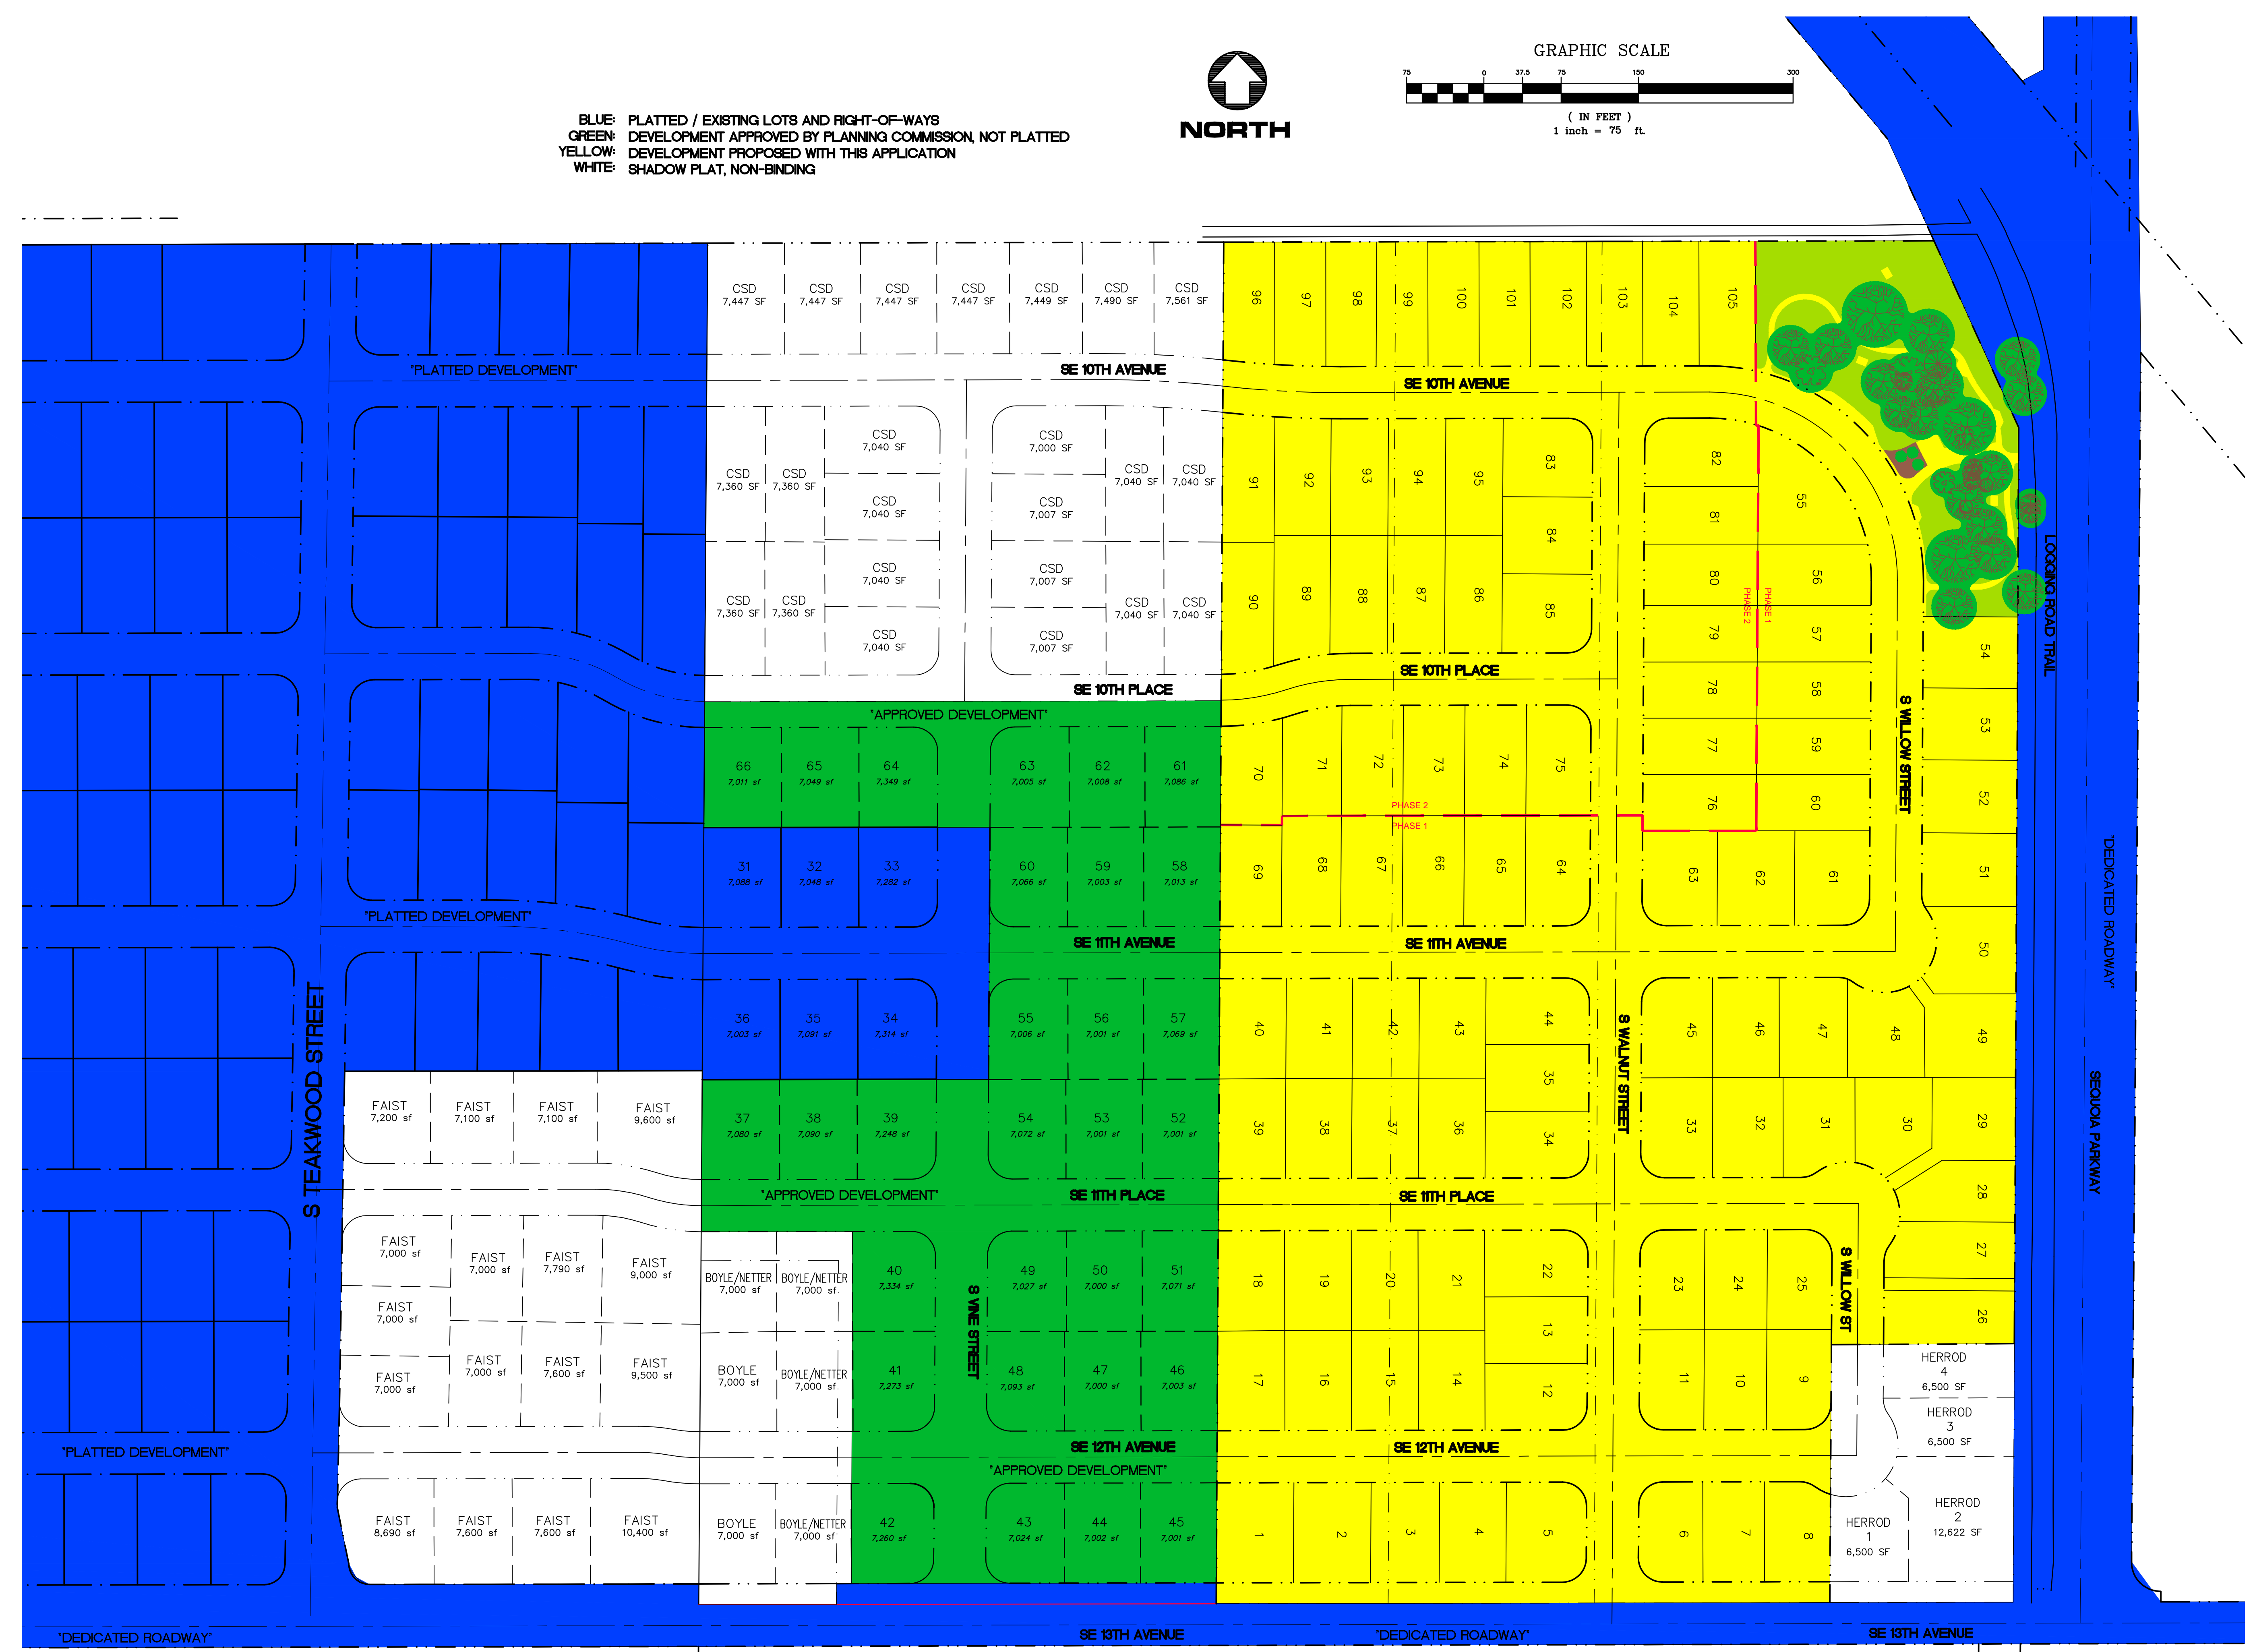 GRAPHIC SCALE
75 0 37.5 75 150 300
( IN FEET )
1 inch = 75 ft.
NORTH
BLUE: PLATTED / EXISTING LOTS AND RIGHT-OF-WAYS
GREEN: DEVELOPMENT APPROVED BY PLANNING COMMISSION, NOT PLATTED
YELLOW: DEVELOPMENT PROPOSED WITH THIS APPLICATION
WHITE: SHADOW PLAT, NON-BINDING
CSD CSD CSD CSD CSD CSD CSD
7,447 SF 7,447 SF 7,447 SF 7,447 SF 7,449 SF 7,490 SF 7,561 SF
96 97 98 99 100 101 102 103 104 105
"PLATTED DEVELOPMENT"
SE 10TH AVENUE
SE 10TH AVENUE
CSD
7,040 SF
CSD
7,000 SF
CSD CSD
7,360 SF 7,360 SF
CSD CSD
7,040 SF 7,040 SF
CSD
7,040 SF
CSD
7,007 SF
91 92 93 94 95 83
82
55
81
84
CSD
7,040 SF
CSD
7,007 SF
CSD CSD
7,360 SF 7,360 SF
CSD CSD
7,040 SF 7,040 SF
CSD
7,040 SF
CSD
7,007 SF
90 89 88 87 86 85
80
56
PHASE 2
PHASE 1
79
57
54
LOGGING ROAD TRAIL
SE 10TH PLACE
SE 10TH PLACE
78
58
53
S WILLOW STREET
"APPROVED DEVELOPMENT"
66 65 64 63 62 61
7,011 sf 7,049 sf 7,349 sf 7,005 sf 7,008 sf 7,086 sf
70 71 72 73 74 75
77
59
76
60
52
PHASE 2
PHASE 1
31 32 33 60 59 58
7,088 sf 7,048 sf 7,282 sf 7,066 sf 7,003 sf 7,013 sf
69 68 67 66 65 64 63 62 61
51
"DEDICATED ROADWAY"
"PLATTED DEVELOPMENT"
SE 11TH AVENUE
SE 11TH AVENUE
50
S TEAKWOOD STREET
36 35 34 55 56 57
7,003 sf 7,091 sf 7,314 sf 7,006 sf 7,001 sf 7,069 sf
40 41 42 43 44
S WALNUT STREET
45 46 47 48 49
35
SEQUOIA PARKWAY
FAIST FAIST FAIST FAIST
7,200 sf 7,100 sf 7,100 sf 9,600 sf
37 38 39 54 53 52
7,080 sf 7,090 sf 7,248 sf 7,072 sf 7,001 sf 7,001 sf
39 38 37 36 34
33 32 31 30 29
"APPROVED DEVELOPMENT"
SE 11TH PLACE
SE 11TH PLACE
28
FAIST
7,000 sf
FAIST FAIST FAIST
7,000 sf 7,790 sf 9,000 sf
FAIST
7,000 sf
BOYLE/NETTER BOYLE/NETTER
7,000 sf 7,000 sf
40 49 50 51
7,334 sf 7,027 sf 7,000 sf 7,071 sf
18 19 20 21 22
23 24 25
S WILLOW ST
27
26
S VINE STREET
13
FAIST
7,000 sf
FAIST FAIST FAIST
7,000 sf 7,600 sf 9,500 sf
BOYLE BOYLE/NETTER
7,000 sf 7,000 sf
41 48 47 46
7,273 sf 7,093 sf 7,000 sf 7,003 sf
17 16 15 14 12
11 10 9
HERROD
4
6,500 SF
HERROD
3
6,500 SF
"PLATTED DEVELOPMENT"
SE 12TH AVENUE
SE 12TH AVENUE
"APPROVED DEVELOPMENT"
FAIST FAIST FAIST FAIST
8,690 sf 7,600 sf 7,600 sf 10,400 sf
BOYLE BOYLE/NETTER
7,000 sf 7,000 sf
42 43 44 45
7,260 sf 7,024 sf 7,002 sf 7,001 sf
1 2 3 4 5 6 7 8
HERROD
1
6,500 SF
HERROD
2
12,622 SF
"DEDICATED ROADWAY"
SE 13TH AVENUE
"DEDICATED ROADWAY"
SE 13TH AVENUE